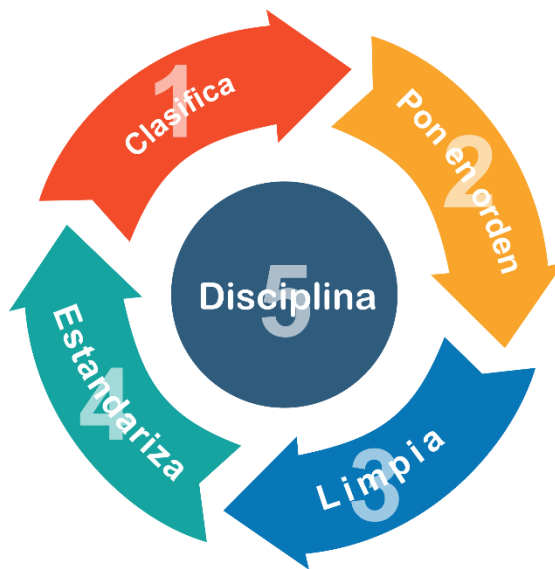 1
Clasifica
2
Pon en orden
3
Limpia
4
Estandariza
5
Disciplina